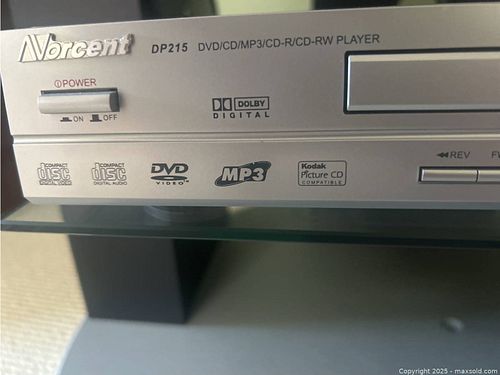 Norcent
DP215 DVD/CD/MP3/CD-R/CD-RW PLAYER
POWER
ON OFF
DOLBY
DIGITAL
COMPACT
disc
DIGITAL VIDEO
COMPACT
disc
DIGITAL AUDIO
DVD
VIDEO
MP3
Kodak
Picture CD
COMPATIBLE
REV
FW
Copyright 2025 - maxsold.com